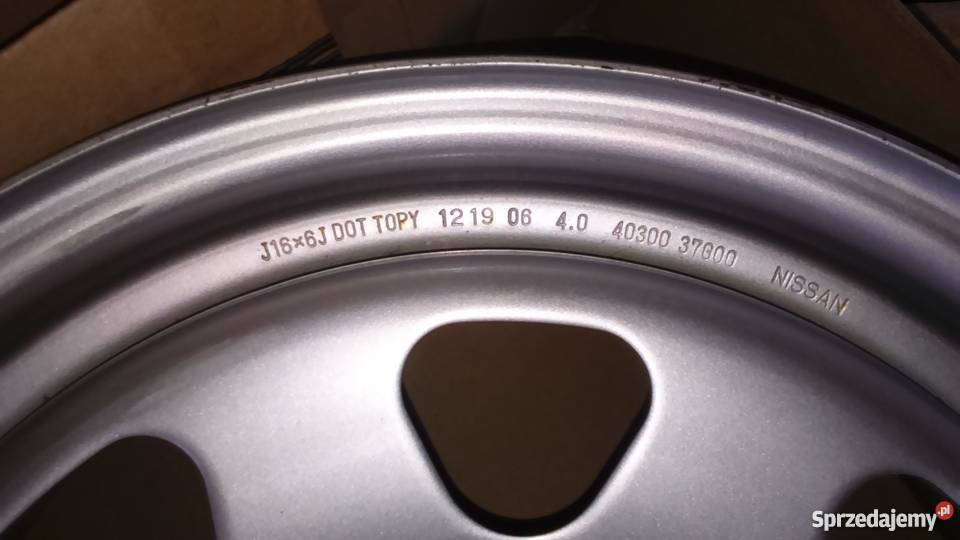 J16×6J DOT TOPY 12 19 06 4.0 40300 37G00 NISSAN
Sprzedajemy.pl